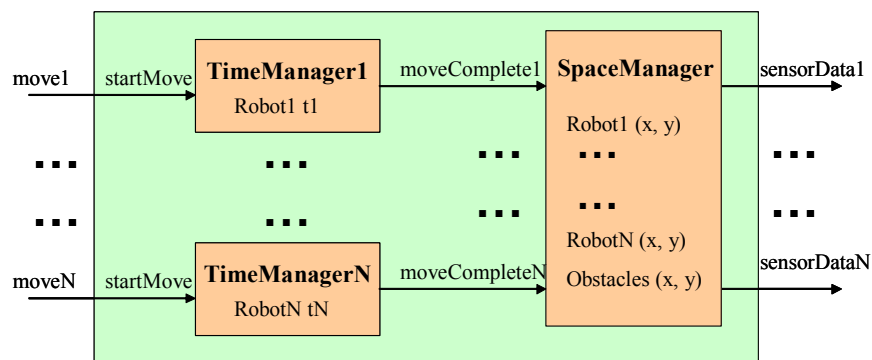 move1
startMove
TimeManager1
Robot1 t1
moveComplete1
SpaceManager
Robot1 (x, y)
sensorData1
... ... ... ... ...
... ... ... ...
moveN
startMove
TimeManagerN
RobotN tN
moveCompleteN
RobotN (x, y)
Obstacles (x, y)
sensorDataN